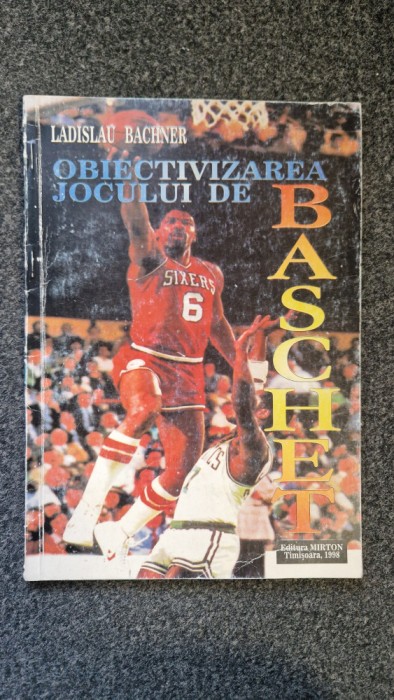 LADISLAU BACHNER
OBIECTIVIZAREA
JOCULUI DE
BASCHET
SIXERS
6
Editura MIRTON
Timişoara, 1998